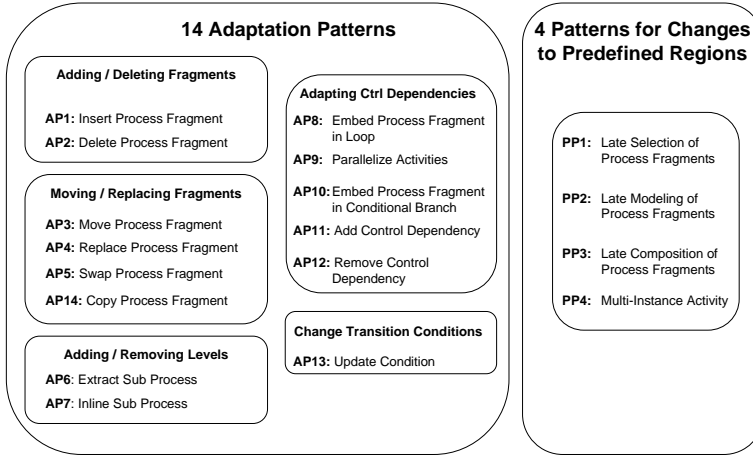 14 Adaptation Patterns
Adding / Deleting Fragments
AP1: Insert Process Fragment
AP2: Delete Process Fragment
Moving / Replacing Fragments
AP3: Move Process Fragment
AP4: Replace Process Fragment
AP5: Swap Process Fragment
AP14: Copy Process Fragment
Adding / Removing Levels
AP6: Extract Sub Process
AP7: Inline Sub Process
Adapting Ctrl Dependencies
AP8: Embed Process Fragment
in Loop
AP9: Parallelize Activities
AP10: Embed Process Fragment
in Conditional Branch
AP11: Add Control Dependency
AP12: Remove Control
Dependency
Change Transition Conditions
AP13: Update Condition
4 Patterns for Changes
to Predefined Regions
PP1: Late Selection of
Process Fragments
PP2: Late Modeling of
Process Fragments
PP3: Late Composition of
Process Fragments
PP4: Multi-Instance Activity